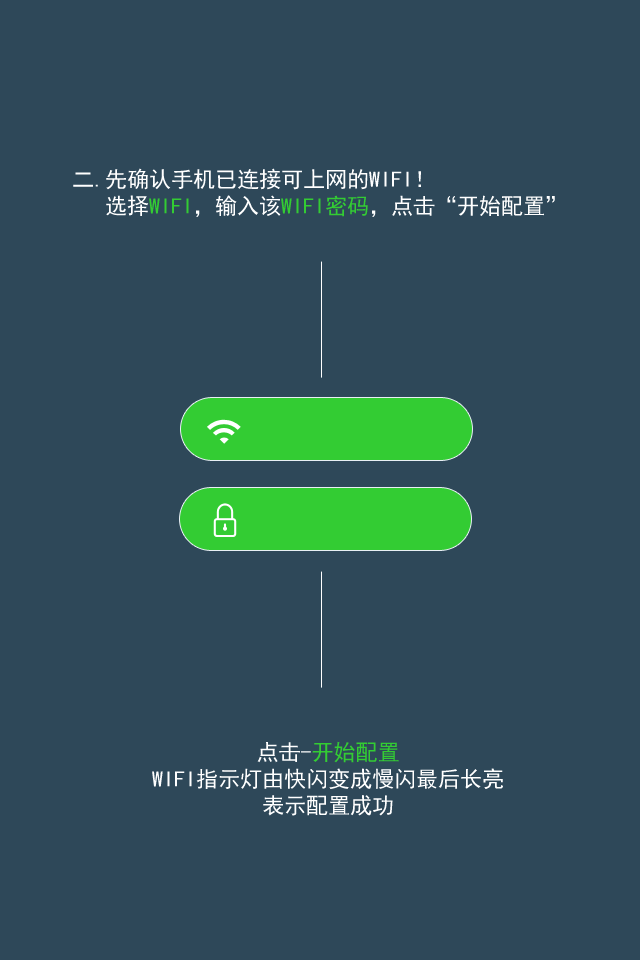 二.先确认手机已连接可上网的WIFI!
选择WIFI，输入该WIFI密码，点击“开始配置”
点击-开始配置
WIFI指示灯由快闪变成慢闪最后长亮
表示配置成功